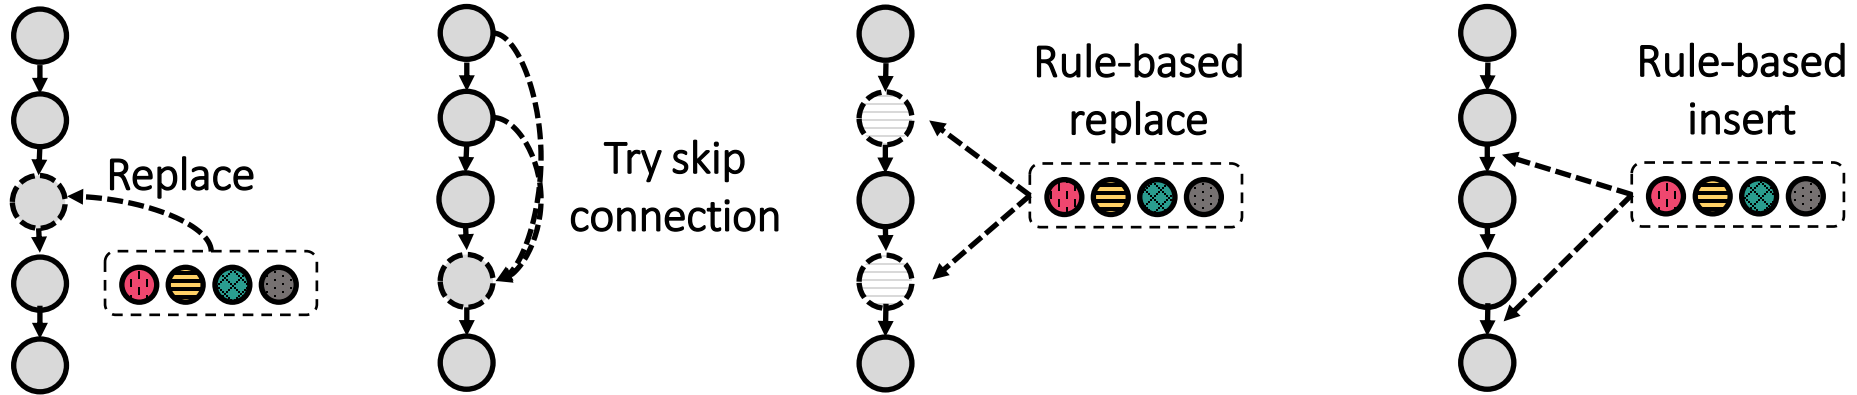 Replace
Try skip
connection
Rule-based
replace
Rule-based
insert